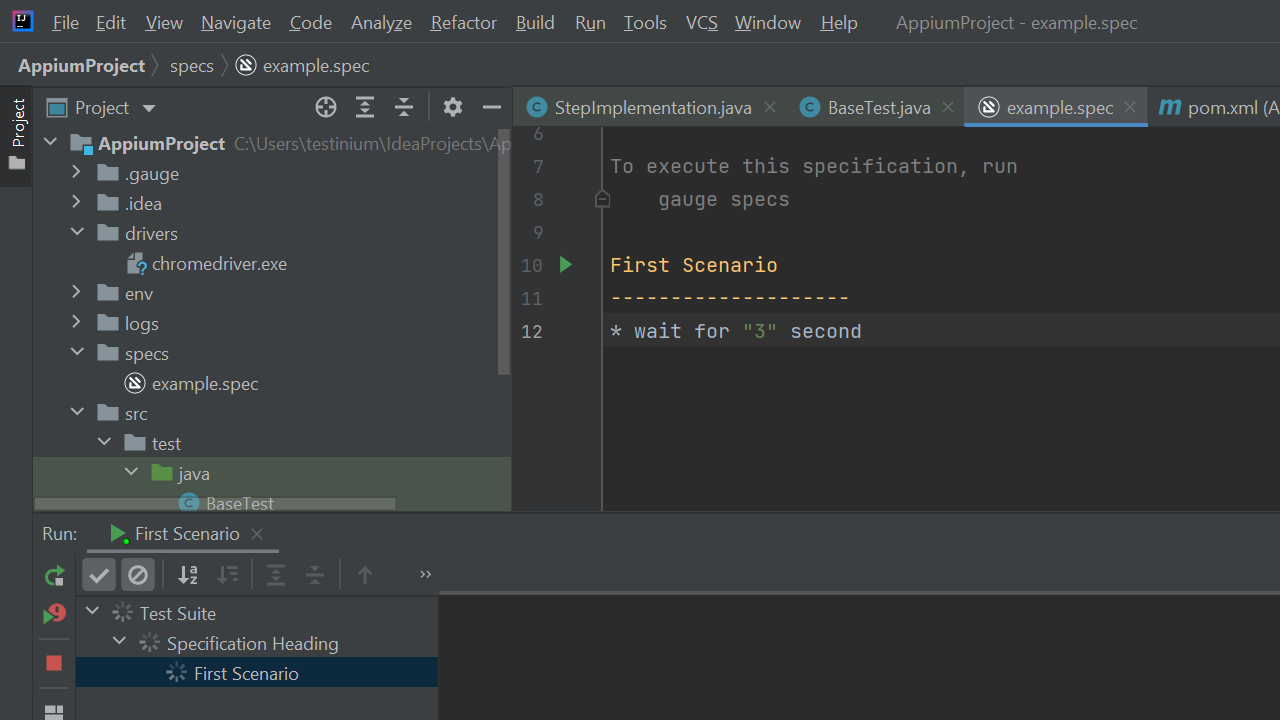 File Edit View Navigate Code Analyze Refactor Build Run Tools VCS Window Help AppiumProject - example.spec
AppiumProject specs example.spec
Project
Project
StepImplementation.java BaseTest.java example.spec pom.xml (A
AppiumProject C:\Users\testinium\IdeaProjects\Ap
.gauge
.idea
drivers
chromedriver.exe
env
logs
specs
example.spec
src
test
java
BaseTest
6
7 To execute this specification, run
8 gauge specs
9
10 First Scenario
11 --------------------
12 * wait for "3" second
Run: First Scenario
Test Suite
Specification Heading
First Scenario